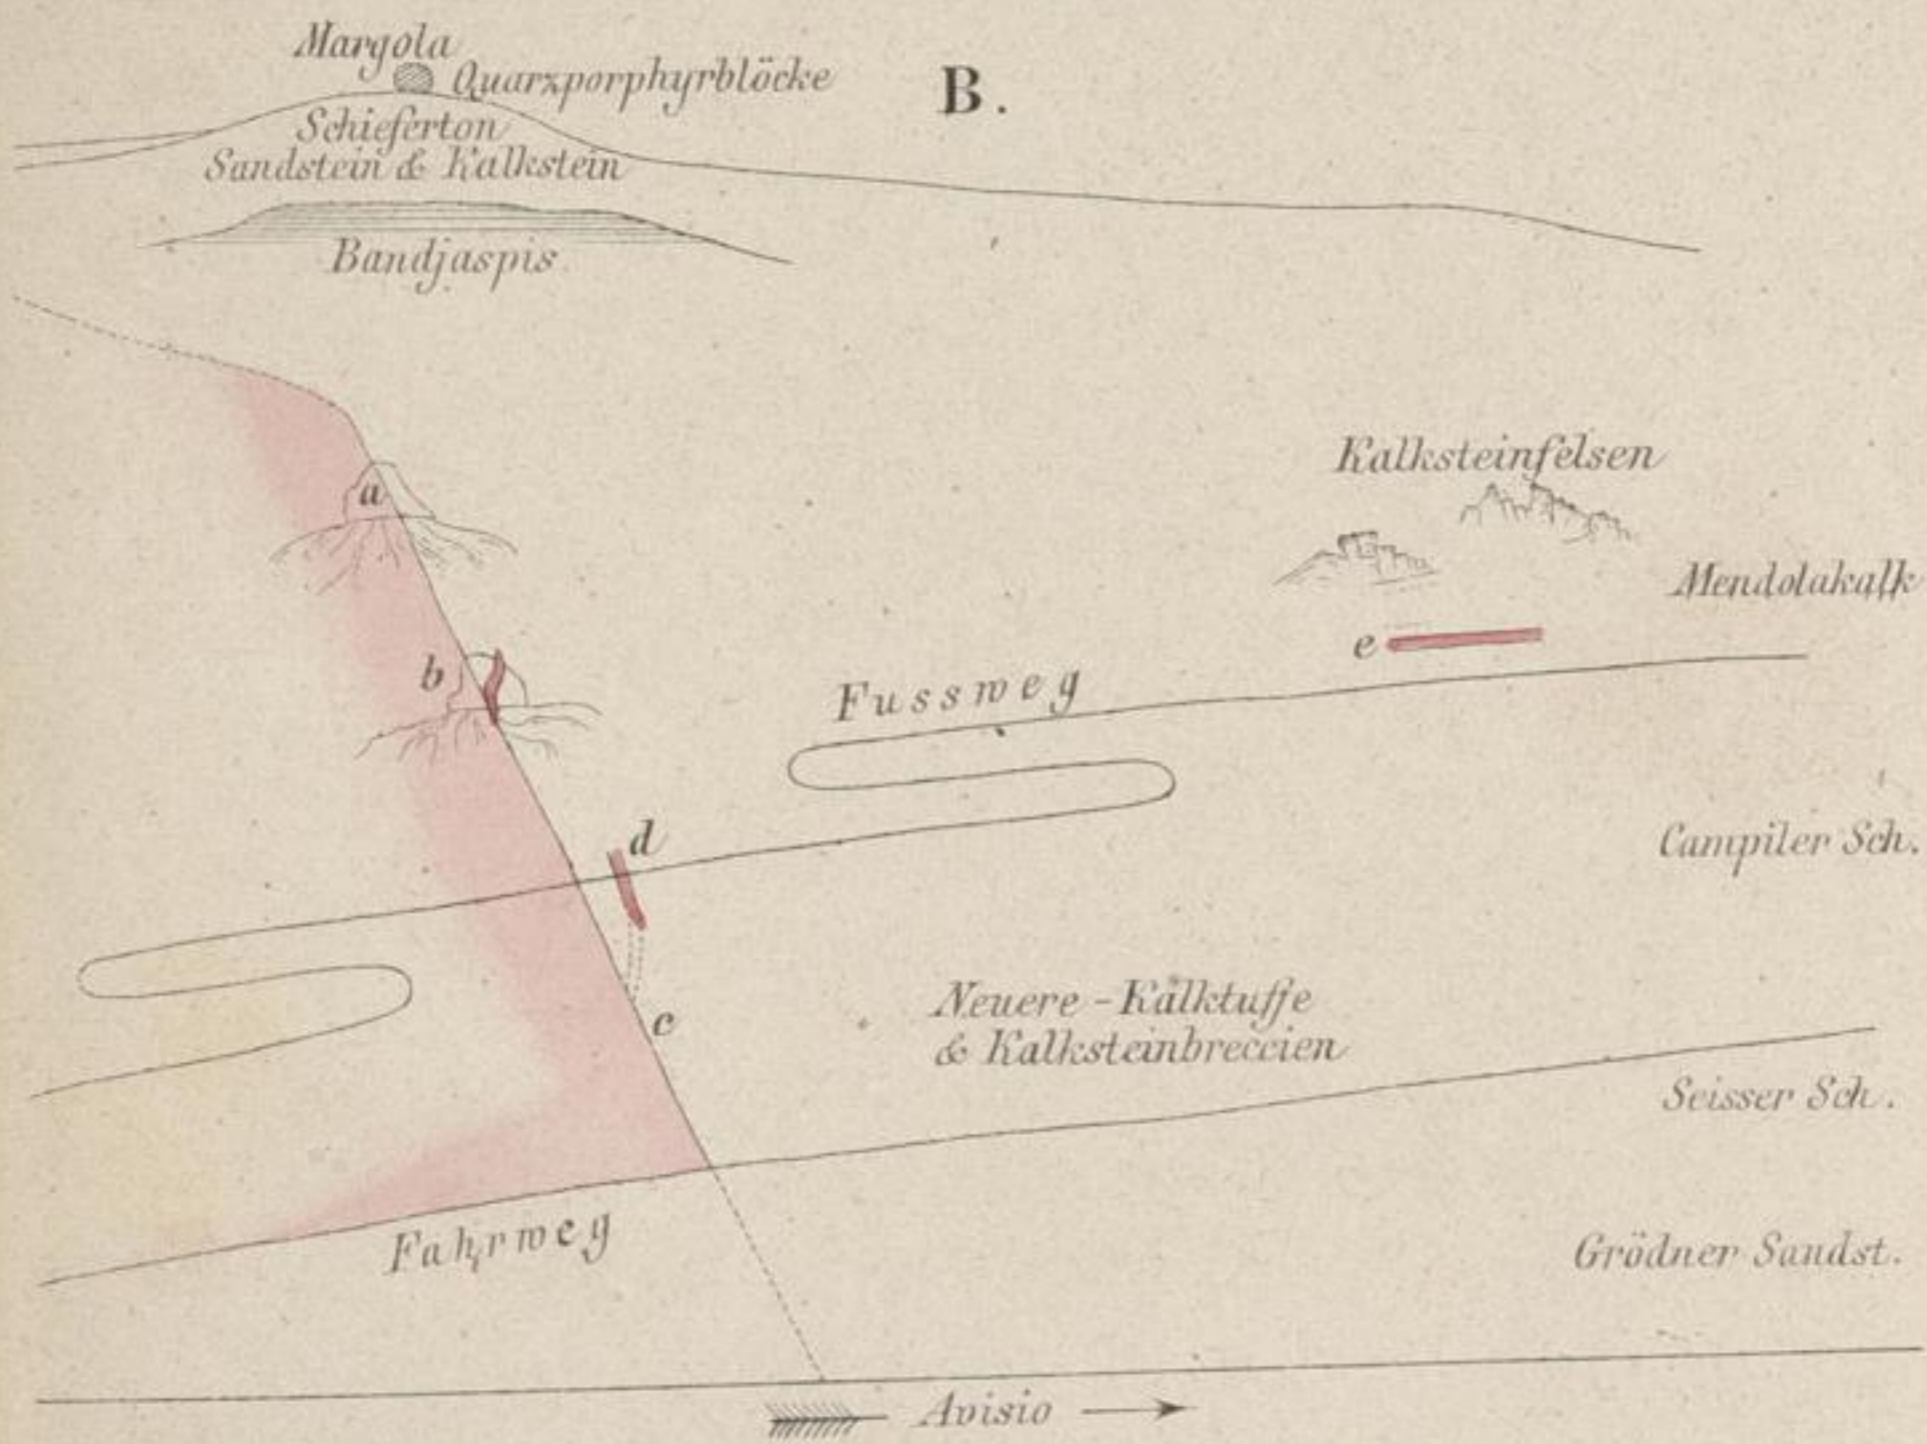 Margola
Quarzporphyrblöcke
B.
Schieferton
Sandstein & Kalkstein
Bandjaspis
Kalksteinfelsen
a
Mendolakalk
e
b
Fussweg
d
Campiler Sch.
Neuere - Kalktuffe
& Kalksteinbreccien
c
Seisser Sch.
Fahrweg
Grödner Sandst.
Avisio